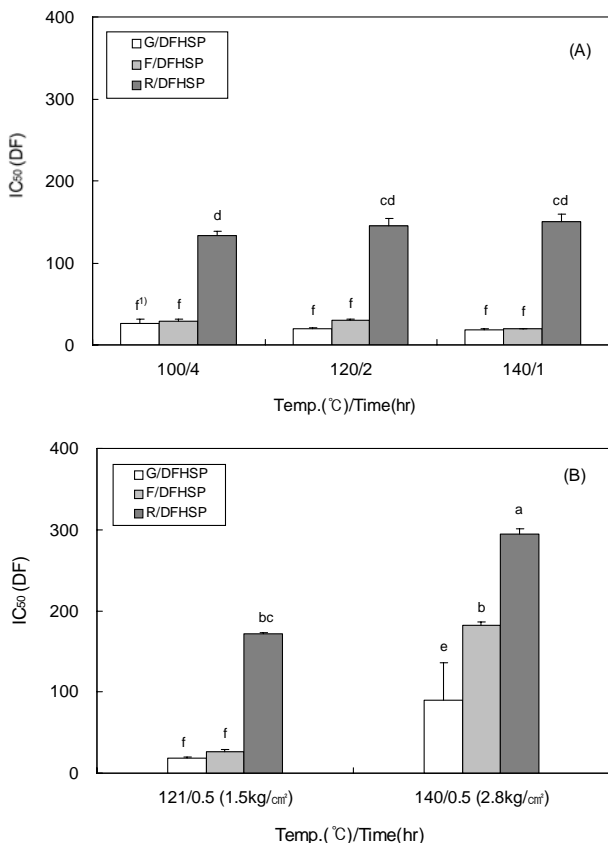 400
(A)
G/DFHSP
F/DFHSP
R/DFHSP
300
IC50 (DF)
200
cd
cd
d
100
f1)
f
f
f
f
f
0
100/4
120/2
140/1
Temp.(℃)/Time(hr)
400
(B)
G/DFHSP
F/DFHSP
R/DFHSP
a
300
IC50 (DF)
200
b
bc
e
100
f
f
0
121/0.5 (1.5kg/㎠)
140/0.5 (2.8kg/㎠)
Temp.(℃)/Time(hr)